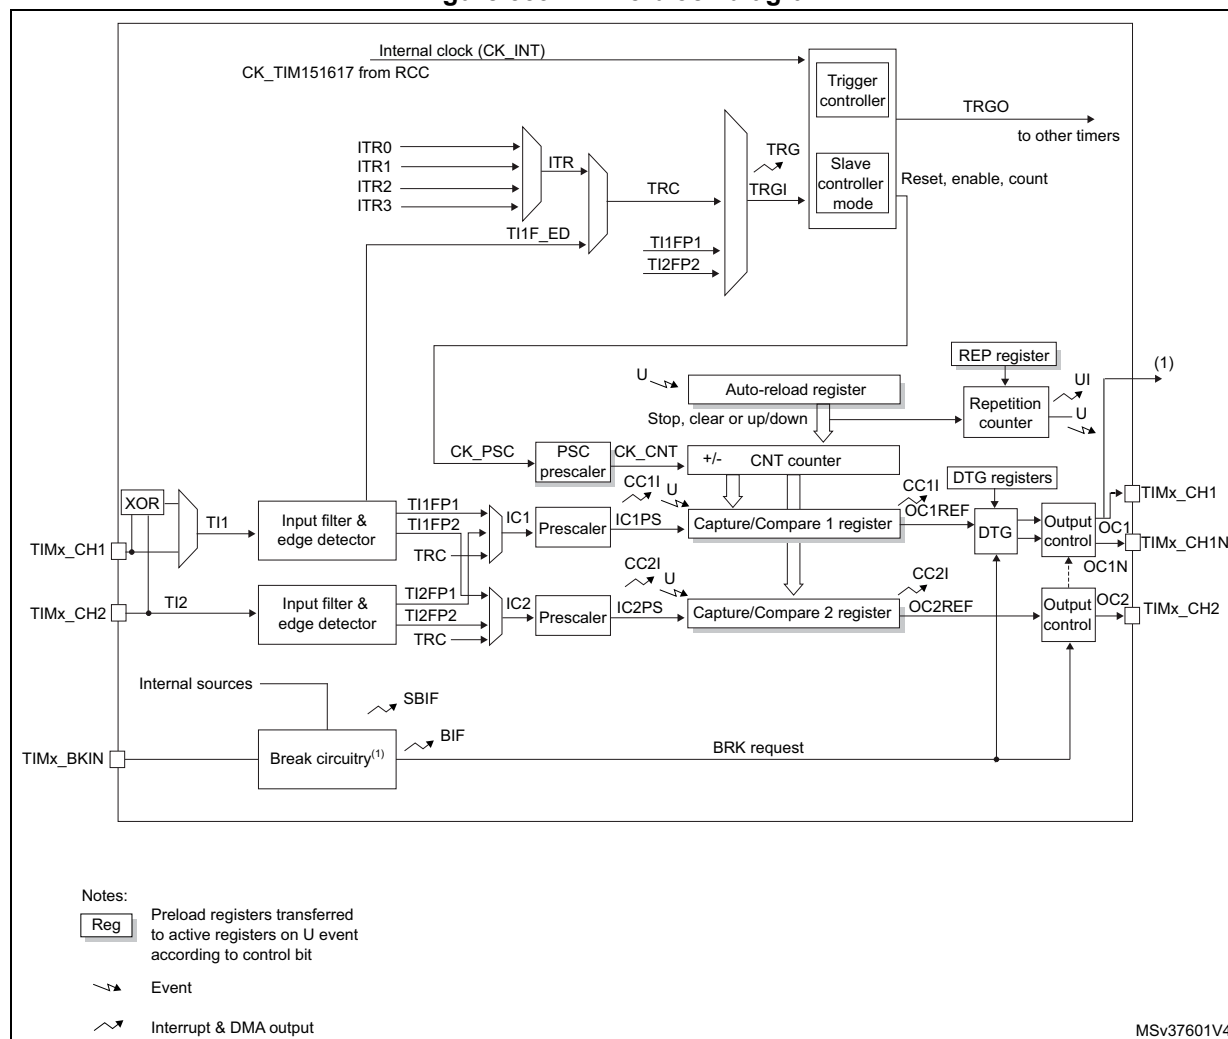 Internal clock (CK_INT)
CK_TIM151617 from RCC
Trigger
controller
TRGO
to other timers
ITR0
ITR1
ITR2
ITR3
ITR
TRG
TRC
TRGI
Slave
controller
mode
Reset, enable, count
TI1F_ED
TI1FP1
TI2FP2
REP register
(1)
U
Auto-reload register
UI
Repetition
counter
U
Stop, clear or up/down
CK_PSC
PSC
prescaler
CK_CNT
+/-
CNT counter
DTG registers
XOR
TI1
Input filter &
edge detector
TI1FP1
TI1FP2
TRC
IC1
Prescaler
CC1I
U
IC1PS
Capture/Compare 1 register
CC1I
OC1REF
DTG
Output
control
OC1
OC1N
TIMx_CH1
TIMx_CH1N
TIMx_CH1
TIMx_CH2
TI2
Input filter &
edge detector
TI2FP1
TI2FP2
TRC
IC2
Prescaler
CC2I
U
IC2PS
Capture/Compare 2 register
CC2I
OC2REF
Output
control
OC2
TIMx_CH2
Internal sources
SBIF
TIMx_BKIN
Break circuitry(1)
BIF
BRK request
Notes:
Reg
Preload registers transferred
to active registers on U event
according to control bit
Event
Interrupt & DMA output
MSv37601V4